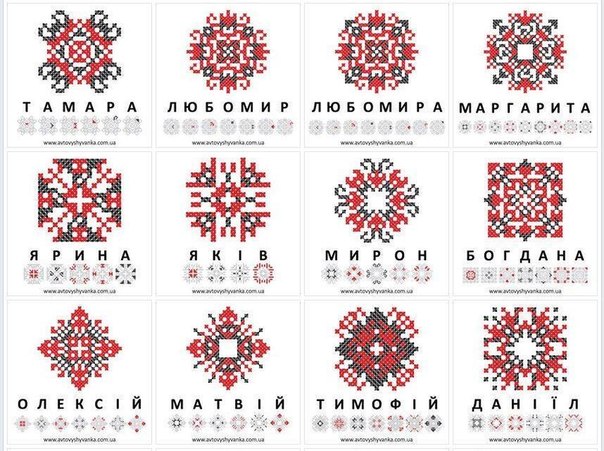 ТАМАРА
www.avtovyshyvanka.com.ua
ЛЮБОМИР
www.avtovyshyvanka.com.ua
ЛЮБОМИРА
www.avtovyshyvanka.com.ua
МАРГАРИТА
www.avtovyshyvanka.com.ua
ЯРИНА
www.avtovyshyvanka.com.ua
ЯКІВ
www.avtovyshyvanka.com.ua
МИРОН
www.avtovyshyvanka.com.ua
БОГДАНА
www.avtovyshyvanka.com.ua
ОЛЕКСІЙ
www.avtovyshyvanka.com.ua
МАТВІЙ
www.avtovyshyvanka.com.ua
ТИМОФІЙ
www.avtovyshyvanka.com.ua
ДАНІЇЛ
www.avtovyshyvanka.com.ua